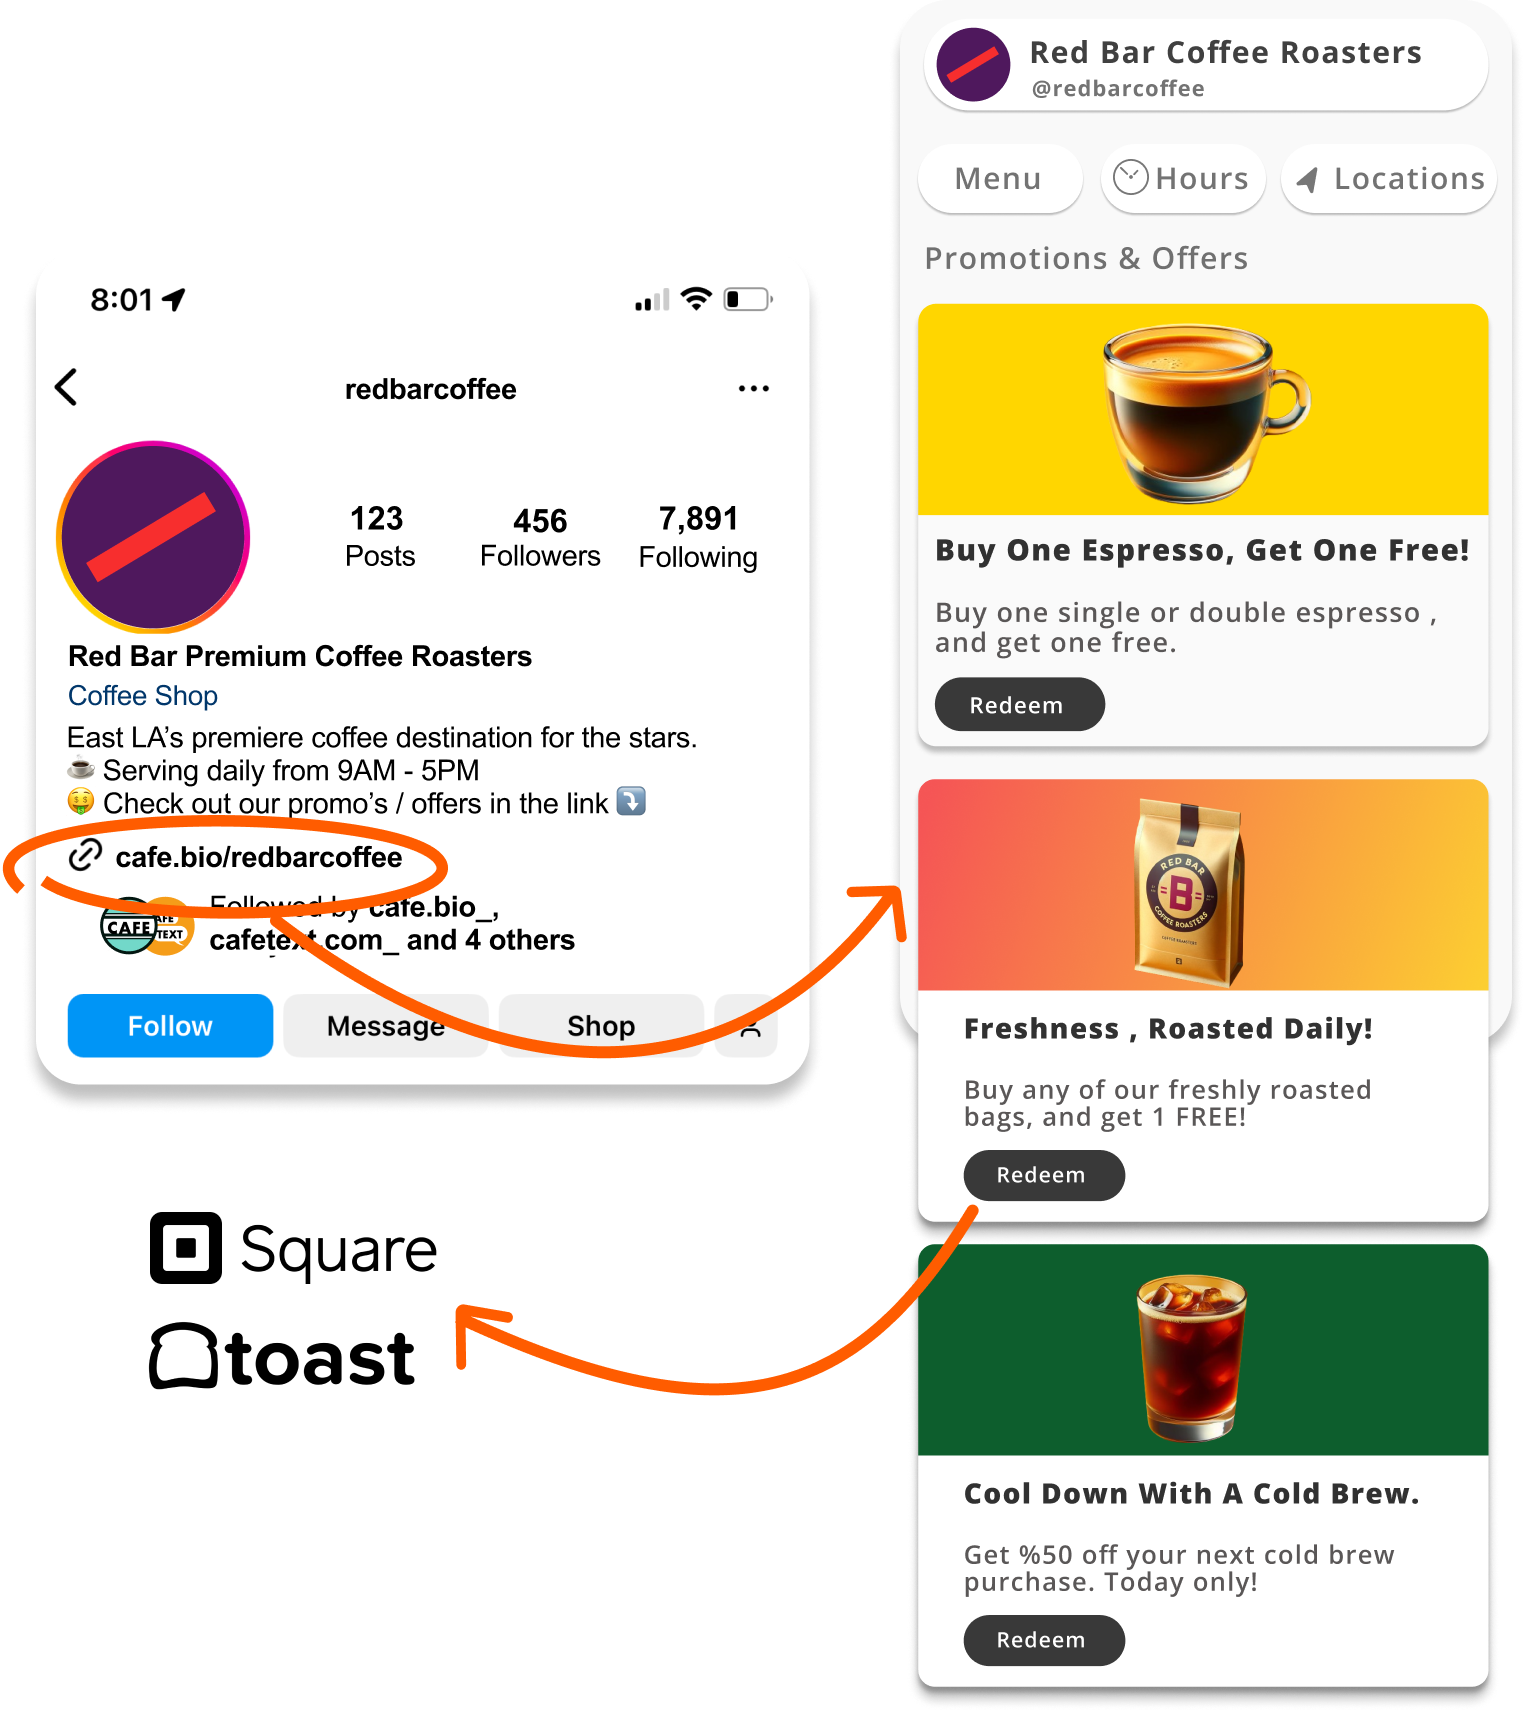 8:01
redbarcoffee
123
Posts
456
Followers
7,891
Following
Red Bar Premium Coffee Roasters
Coffee Shop
East LA’s premiere coffee destination for the stars.
Serving daily from 9AM - 5PM
Check out our promo’s / offers in the link
cafe.bio/redbarcoffee
CAFE
TEXT
Followed by cafe.bio_,
cafetext.com_ and 4 others
Follow
Message
Shop
Square
toast
Red Bar Coffee Roasters
@redbarcoffee
Menu
Hours
Locations
Promotions & Offers
Buy One Espresso, Get One Free!
Buy one single or double espresso ,
and get one free.
Redeem
RED BAR
B
COFFEE ROASTERS
Freshness , Roasted Daily!
Buy any of our freshly roasted
bags, and get 1 FREE!
Redeem
Cool Down With A Cold Brew.
Get %50 off your next cold brew
purchase. Today only!
Redeem